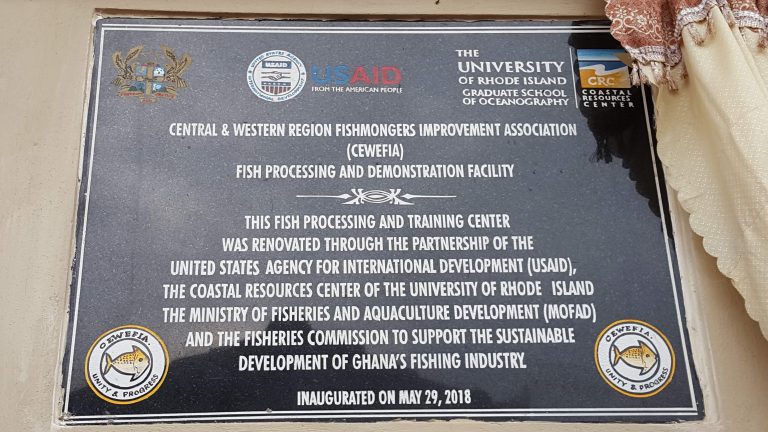 USAID
USAID
FROM THE AMERICAN PEOPLE
THE
UNIVERSITY
OF RHODE ISLAND
GRADUATE SCHOOL
OF OCEANOGRAPHY
CRC
COASTAL
RESOURCES
CENTER
CENTRAL & WESTERN REGION FISHMONGERS IMPROVEMENT ASSOCIATION
(CEWEFIA)
FISH PROCESSING AND DEMONSTRATION FACILITY
THIS FISH PROCESSING AND TRAINING CENTER
WAS RENOVATED THROUGH THE PARTNERSHIP OF THE
UNITED STATES AGENCY FOR INTERNATIONAL DEVELOPMENT (USAID),
THE COASTAL RESOURCES CENTER OF THE UNIVERSITY OF RHODE ISLAND
THE MINISTRY OF FISHERIES AND AQUACULTURE DEVELOPMENT (MOFAD)
AND THE FISHERIES COMMISSION TO SUPPORT THE SUSTAINABLE
DEVELOPMENT OF GHANA'S FISHING INDUSTRY.
INAUGURATED ON MAY 29, 2018
CEWEFIA.
UNITY & PROGRESS
CEWEFIA.
UNITY & PROGRESS